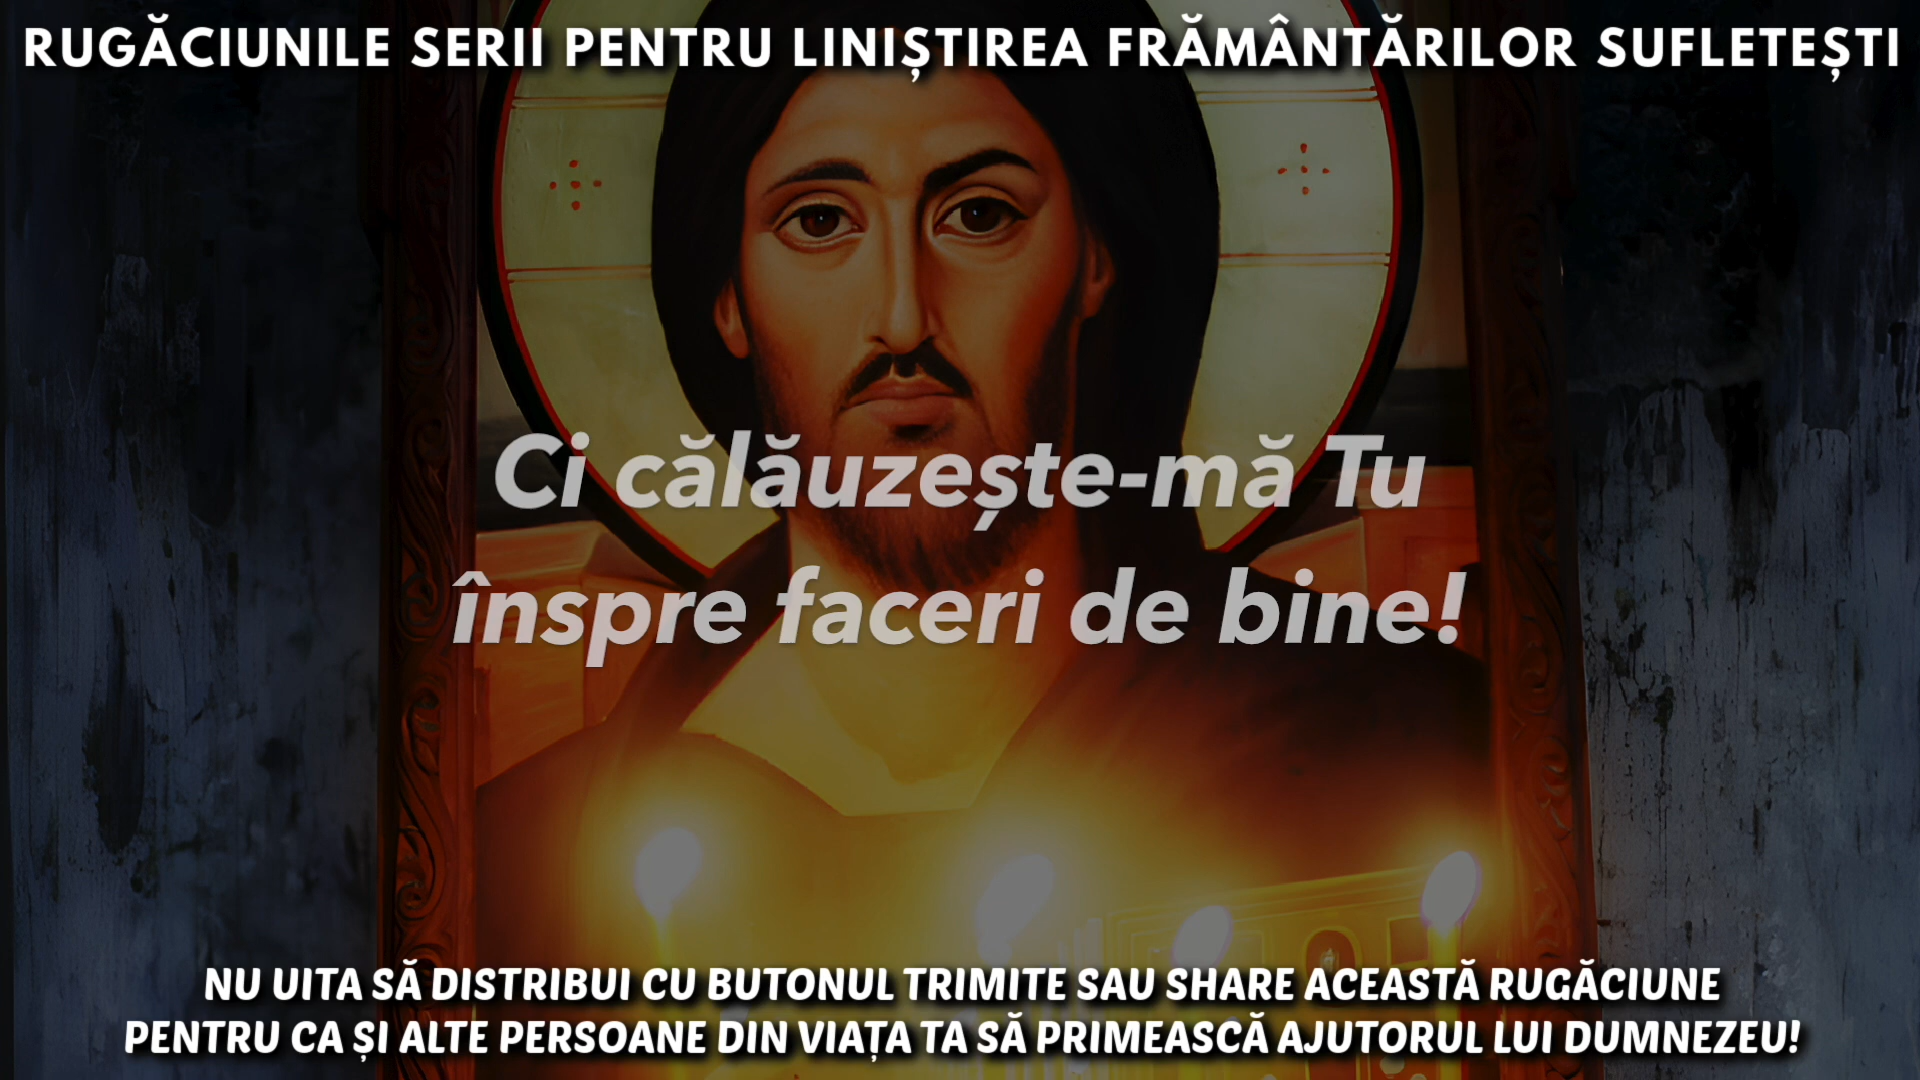 RUGĂCIUNILE SERII PENTRU LINIȘTIREA FRĂMÂNTĂRILOR SUFLETEȘTI
Ci călăuzește-mă Tu
înspre faceri de bine!
NU UITA SĂ DISTRIBUI CU BUTONUL TRIMITE SAU SHARE ACEASTĂ RUGĂCIUNE
PENTRU CA ȘI ALTE PERSOANE DIN VIAȚA TA SĂ PRIMEASCĂ AJUTORUL LUI DUMNEZEU!